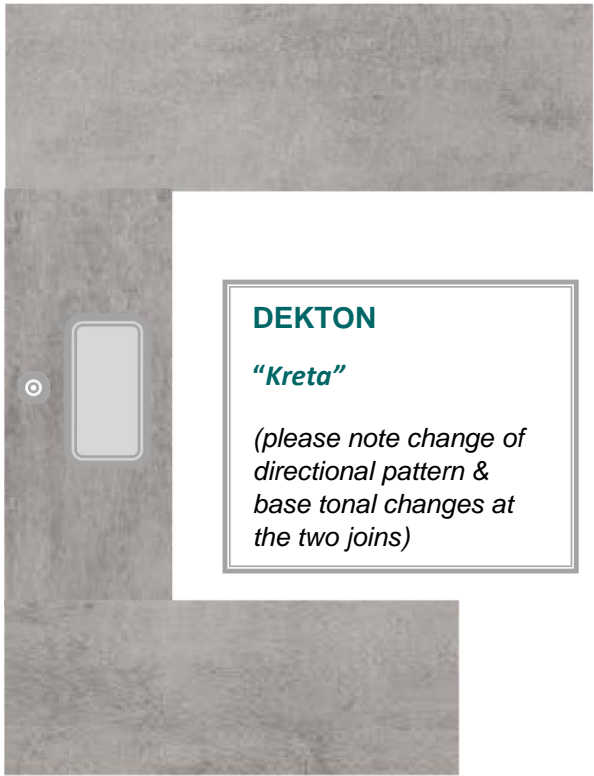 DEKTON
“Kreta”
(please note change of
directional pattern &
base tonal changes at
the two joins)